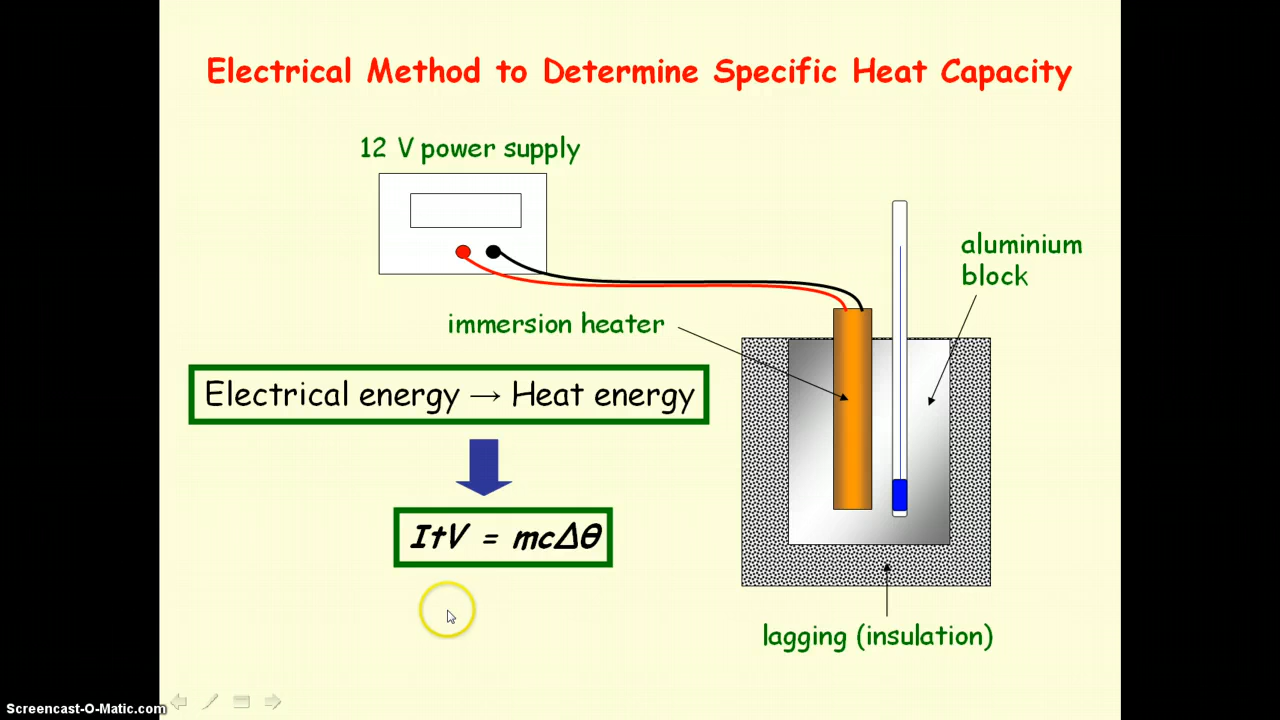 Electrical Method to Determine Specific Heat Capacity
12 V power supply
aluminium
block
immersion heater
Electrical energy → Heat energy
ItV = mcΔθ
lagging (insulation)
Screencast-O-Matic.com